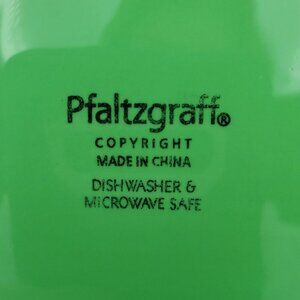 Pfaltzgraff®
COPYRIGHT
MADE IN CHINA
DISHWASHER &
MICROWAVE SAFE